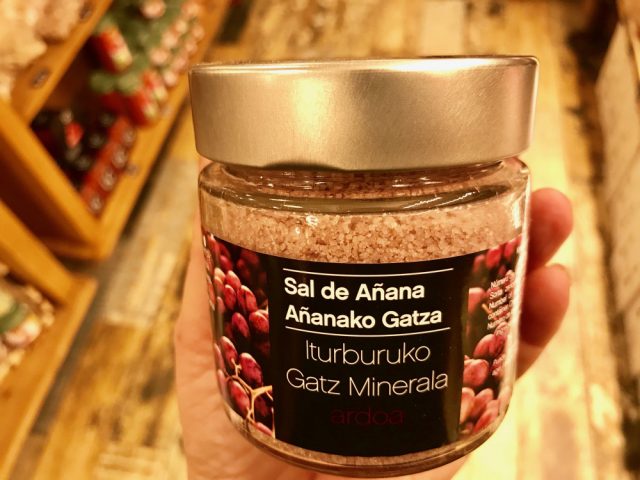 Sal de Añana
Añanako Gatza
Iturburuko
Gatz Minerala
ardoa